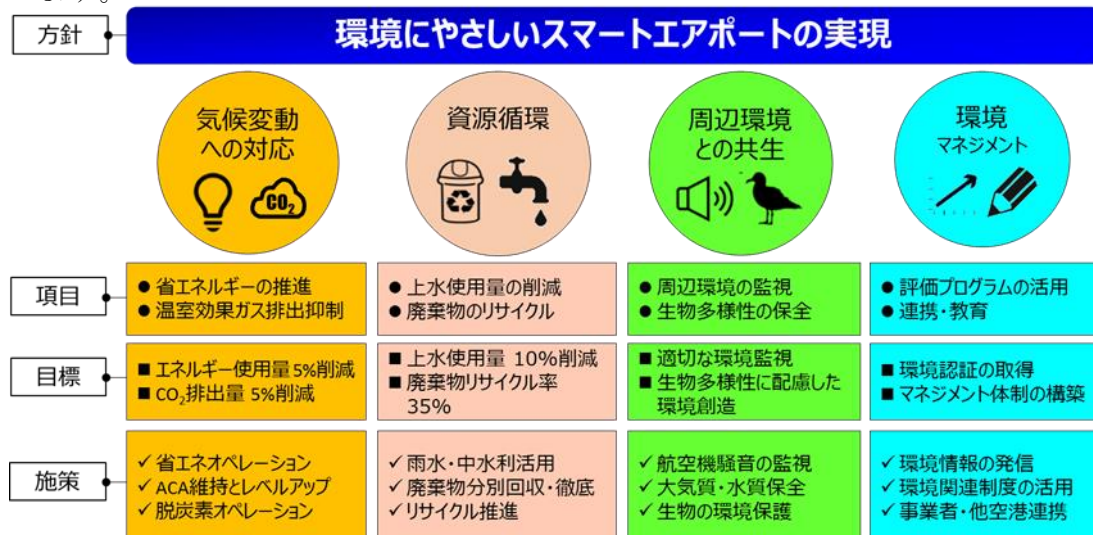 方針
環境にやさしいスマートエアポートの実現
気候変動
への対応
CO₂
資源循環
周辺環境
との共生
環境
マネジメント
項目
● 省エネルギーの推進
● 温室効果ガス排出抑制
● 上水使用量の削減
● 廃棄物のリサイクル
● 周辺環境の監視
● 生物多様性の保全
● 評価プログラムの活用
● 連携・教育
目標
■ エネルギー使用量5%削減
■ CO₂排出量 5%削減
■ 上水使用量 10%削減
■ 廃棄物リサイクル率
35%
■ 適切な環境監視
■ 生物多様性に配慮した
環境創造
■ 環境認証の取得
■ マネジメント体制の構築
施策
✓ 省エネオペレーション
✓ ACA維持とレベルアップ
✓ 脱炭素オペレーション
✓ 雨水・中水利活用
✓ 廃棄物分別回収・徹底
✓ リサイクル推進
✓ 航空機騒音の監視
✓ 大気質・水質保全
✓ 生物の環境保護
✓ 環境情報の発信
✓ 環境関連制度の活用
✓ 事業者・他空港連携